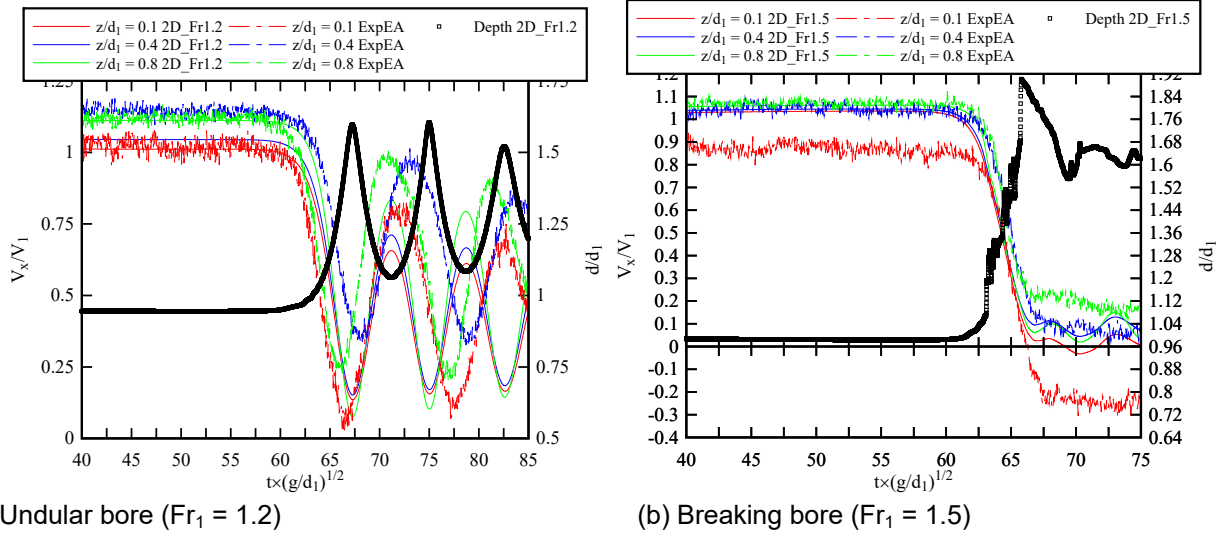 z/d1 = 0.1 2D_Fr1.2 z/d1 = 0.1 ExpEA Depth 2D_Fr1.2
z/d1 = 0.4 2D_Fr1.2 z/d1 = 0.4 ExpEA
z/d1 = 0.8 2D_Fr1.2 z/d1 = 0.8 ExpEA
1.25
1
0.75
0.5
0.25
0
Vx/V1
1.75
1.5
1.25
1
0.75
0.5
d/d1
40 45 50 55 60 65 70 75 80 85
t×(g/d1)1/2
Undular bore (Fr1 = 1.2)
z/d1 = 0.1 2D_Fr1.5 z/d1 = 0.1 ExpEA Depth 2D_Fr1.5
z/d1 = 0.4 2D_Fr1.5 z/d1 = 0.4 ExpEA
z/d1 = 0.8 2D_Fr1.5 z/d1 = 0.8 ExpEA
1.2
1.1
1
0.9
0.8
0.7
0.6
0.5
0.4
0.3
0.2
0.1
0
-0.1
-0.2
-0.3
-0.4
Vx/V1
1.92
1.84
1.76
1.68
1.6
1.52
1.44
1.36
1.28
1.2
1.12
1.04
0.96
0.88
0.8
0.72
0.64
d/d1
40 45 50 55 60 65 70 75
t×(g/d1)1/2
(b) Breaking bore (Fr1 = 1.5)